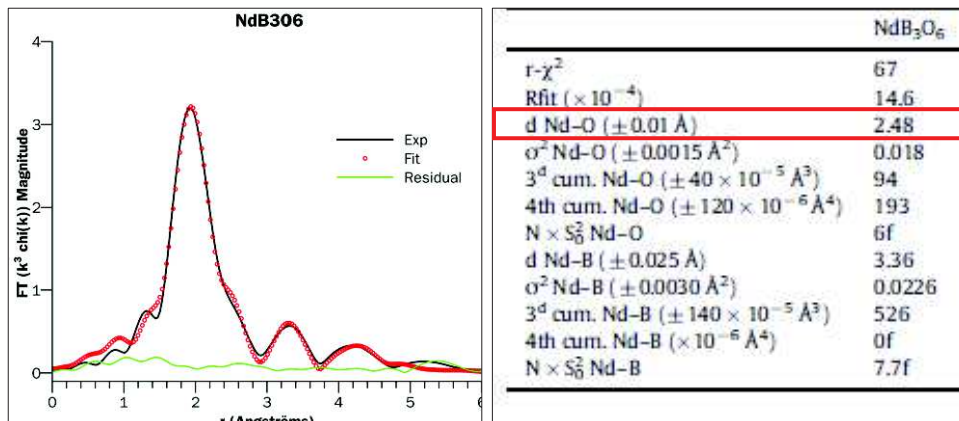 NdB306
4
3
2
1
0
FT (k³ chi(k)) Magnitude
Exp
Fit
Residual
0 1 2 3 4 5 6
r (Angströms)
NdB₃O₆
r-χ² 67
Rfit (×10⁻⁴) 14.6
d Nd–O (±0.01 Å) 2.48
σ² Nd–O (±0.0015 Å²) 0.018
3ᵈ cum. Nd–O (±40 × 10⁻⁵ Å³) 94
4th cum. Nd–O (±120 × 10⁻⁶ Å⁴) 193
N × S₀² Nd–O 6f
d Nd–B (±0.025 Å) 3.36
σ² Nd–B (±0.0030 Å²) 0.0226
3ᵈ cum. Nd–B (±140 × 10⁻⁵ Å³) 526
4th cum. Nd–B (×10⁻⁶ Å⁴) 0f
N × S₀² Nd–B 7.7f